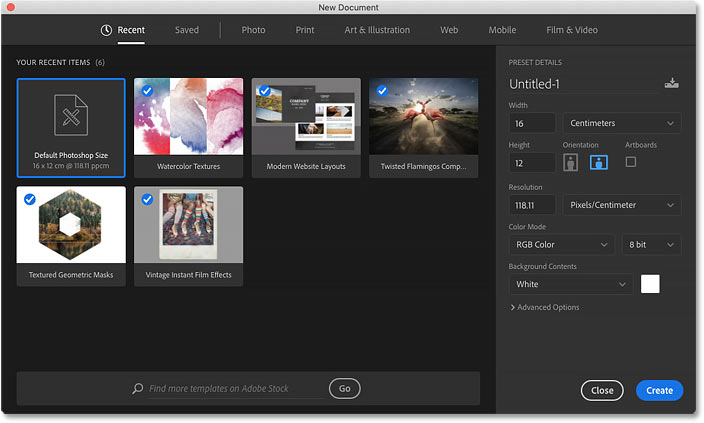 New Document
Recent Saved Photo Print Art & Illustration Web Mobile Film & Video
YOUR RECENT ITEMS (6)
Default Photoshop Size
16 x 12 cm @ 118.11 ppcm
Watercolor Textures
COMPANY
Modern Website Layouts
Twisted Flamingos Comp...
Textured Geometric Masks
Vintage Instant Film Effects
Find more templates on Adobe Stock
Go
PRESET DETAILS
Untitled-1
Width
16 Centimeters
Height Orientation Artboards
12
Resolution
118.11 Pixels/Centimeter
Color Mode
RGB Color 8 bit
Background Contents
White
Advanced Options
Close Create